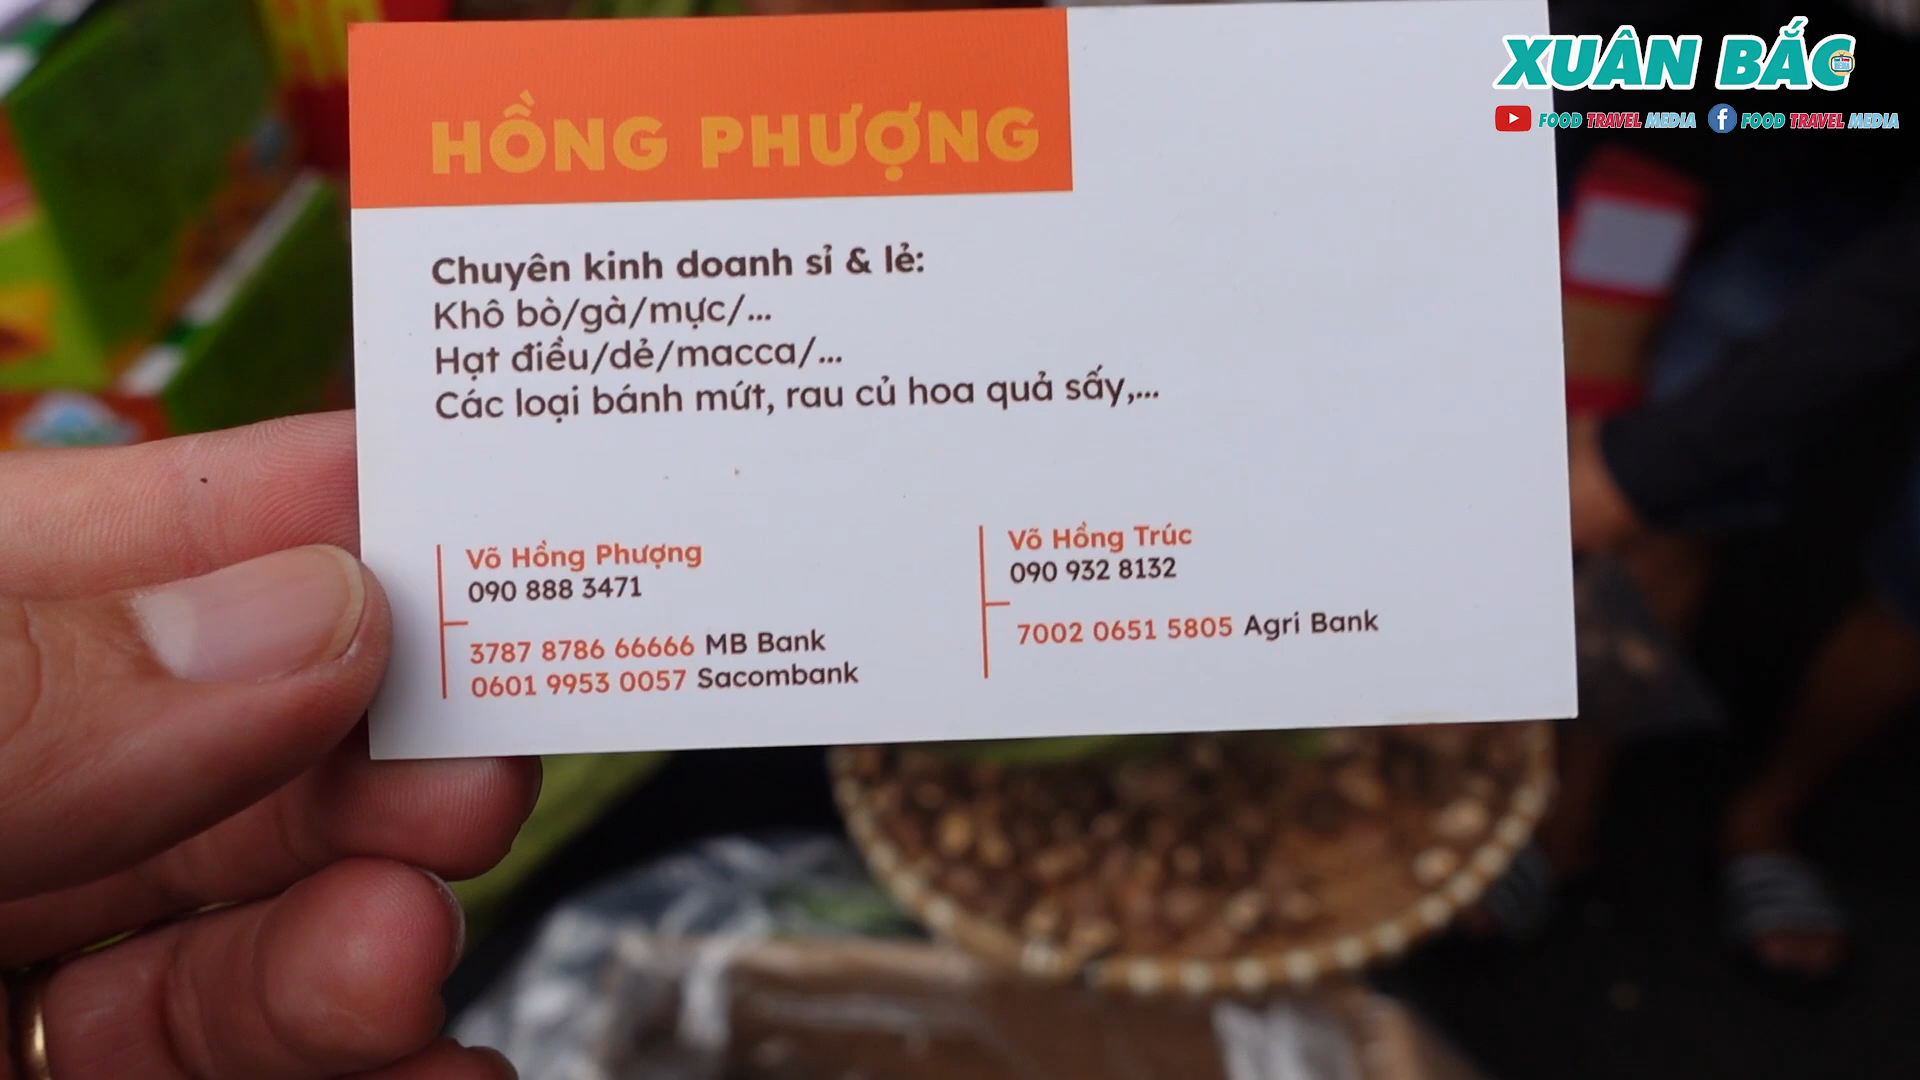 XUÂN BẮC
FOOD TRAVEL MEDIA FOOD TRAVEL MEDIA
HỒNG PHƯỢNG
Chuyên kinh doanh sỉ & lẻ:
Khô bò/gà/mực/...
Hạt điều/dẻ/macca/...
Các loại bánh mứt, rau củ hoa quả sấy,...
Võ Hồng Phượng
090 888 3471
3787 8786 66666 MB Bank
0601 9953 0057 Sacombank
Võ Hồng Trúc
090 932 8132
7002 0651 5805 Agri Bank